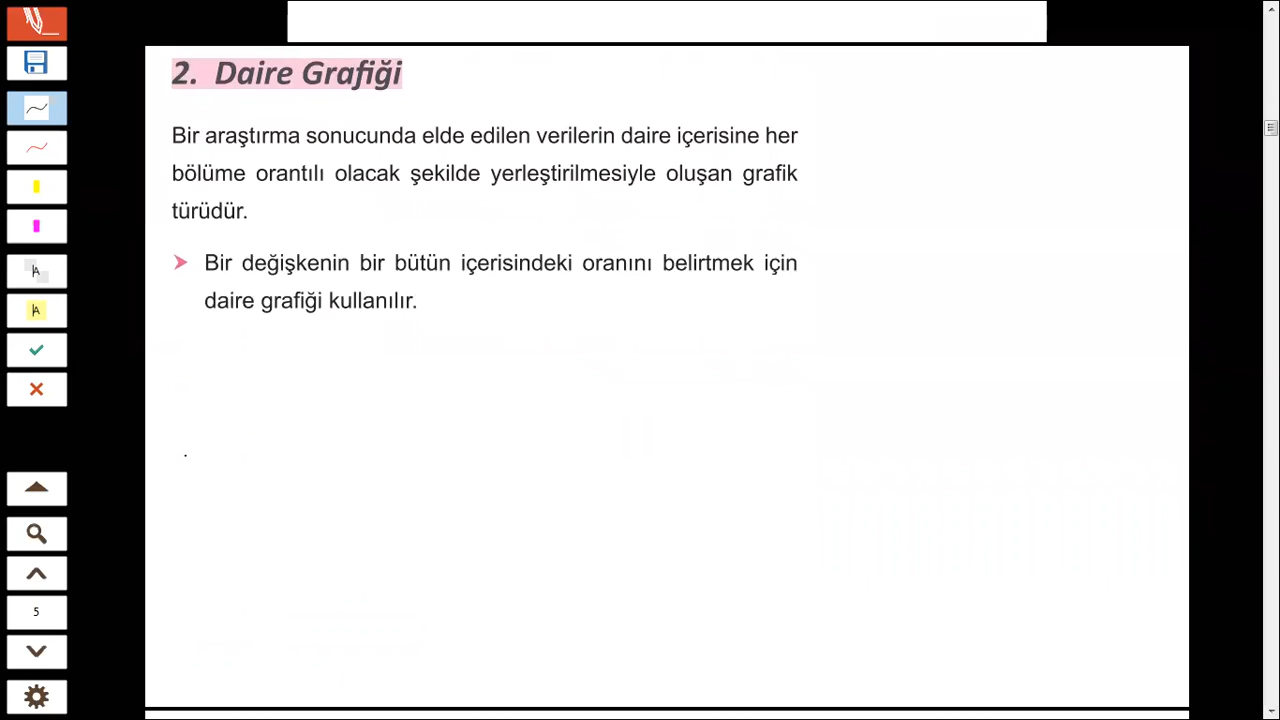 2. Daire Grafiği
Bir araştırma sonucunda elde edilen verilerin daire içerisine her
bölüme orantılı olacak şekilde yerleştirilmesiyle oluşan grafik
türüdür.
➤ Bir değişkenin bir bütün içerisindeki oranını belirtmek için
daire grafiği kullanılır.
A
A
5